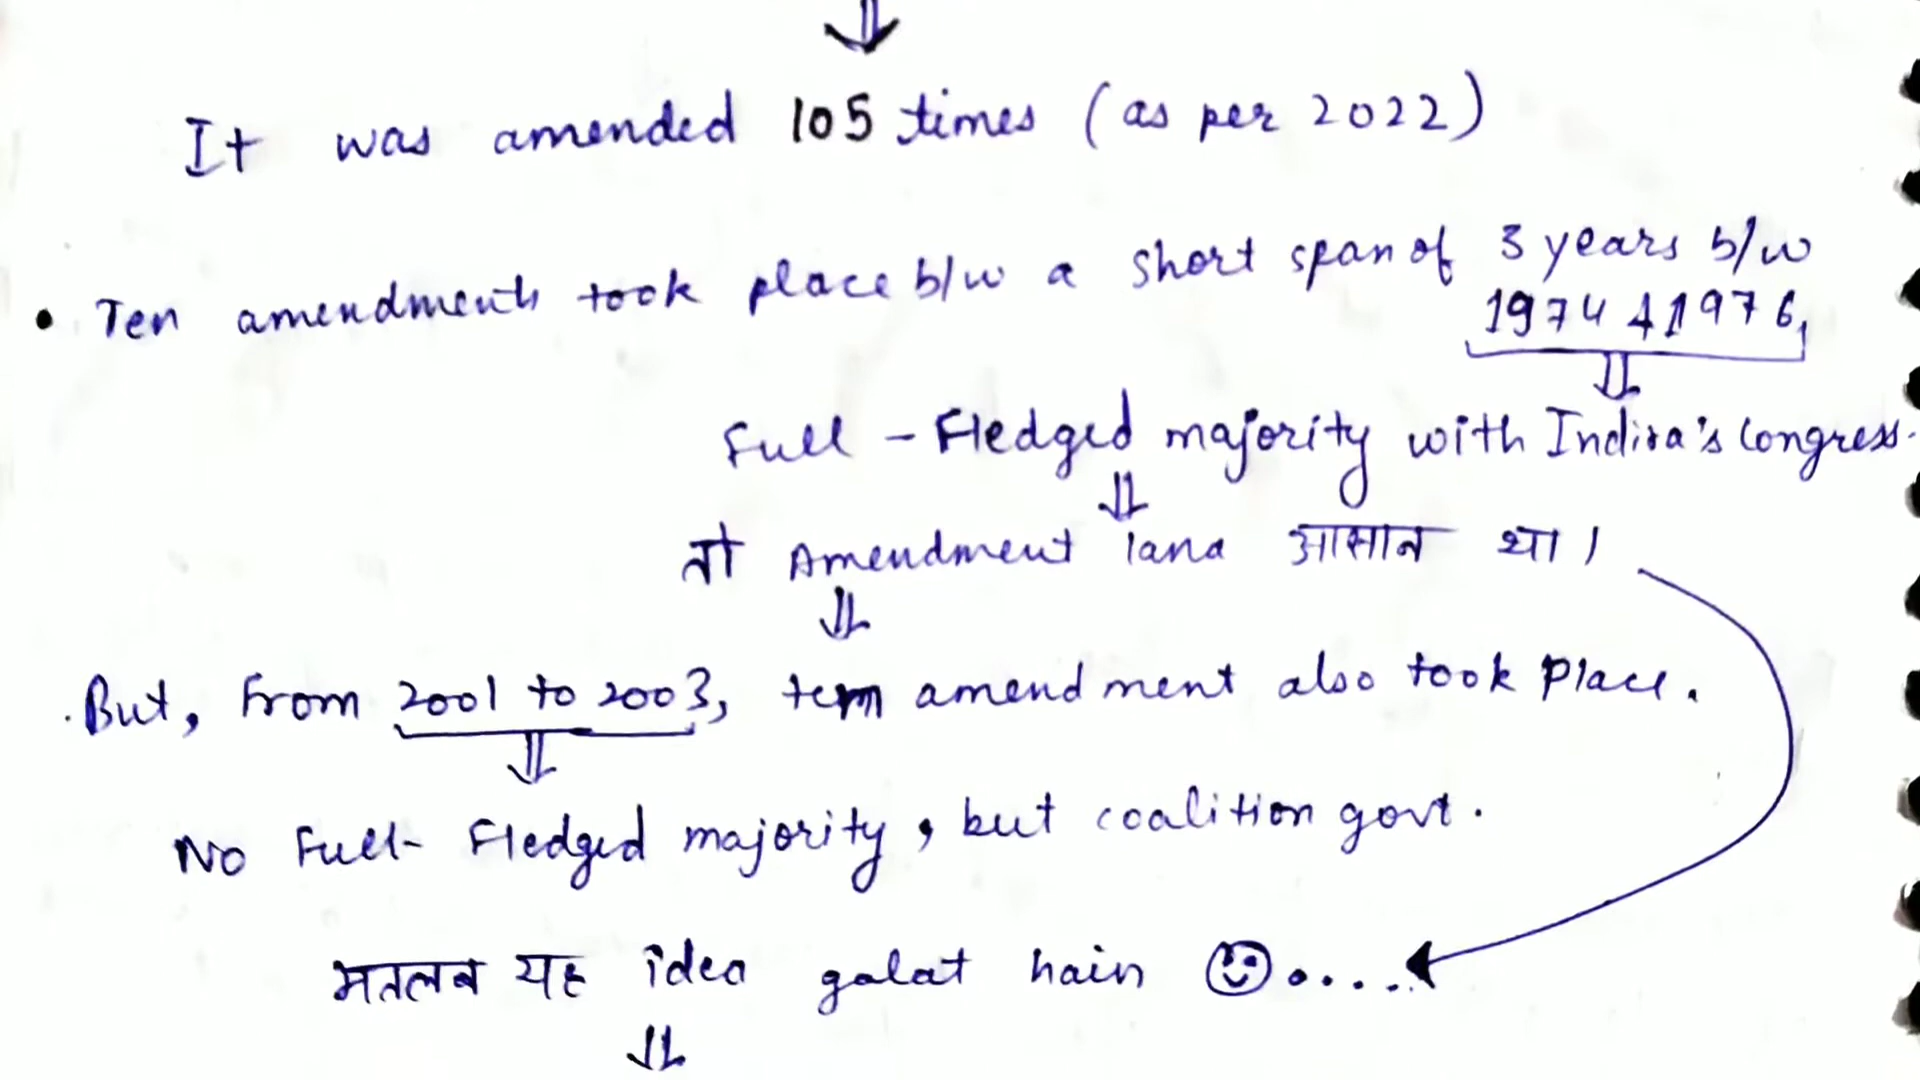 It was amended 105 times (as per 2022)
• Ten amendments took place b/w a short span of 3 years b/w
1974 & 1976,
Full - Fledged majority with Indira's Congress.
तो Amendment lana आसान था।
But, From 2001 to 2003, ten amendment also took place.
No Full- Fledged majority, but coalition govt.
मतलब यह idea galat hain ....